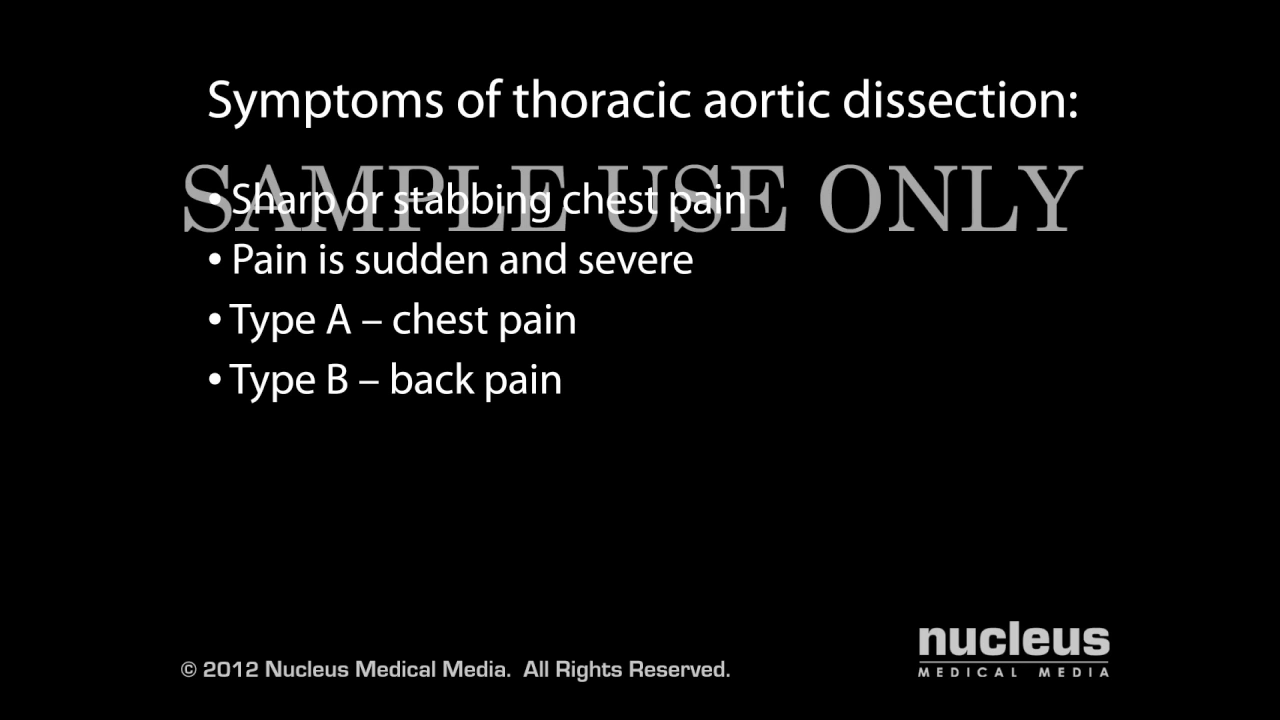 Symptoms of thoracic aortic dissection:
SAMPLE USE ONLY
• Sharp or stabbing chest pain
• Pain is sudden and severe
• Type A – chest pain
• Type B – back pain
nucleus
MEDICAL MEDIA
© 2012 Nucleus Medical Media. All Rights Reserved.